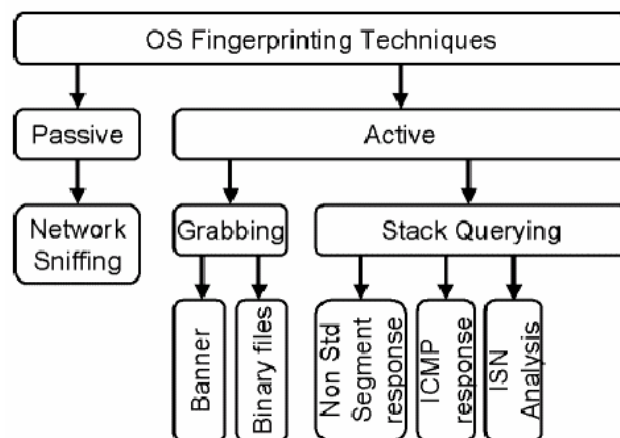 OS Fingerprinting Techniques
Passive
Active
Network
Sniffing
Grabbing
Stack Querying
Banner
Binary files
Non Std
Segment
response
ICMP
response
ISN
Analysis